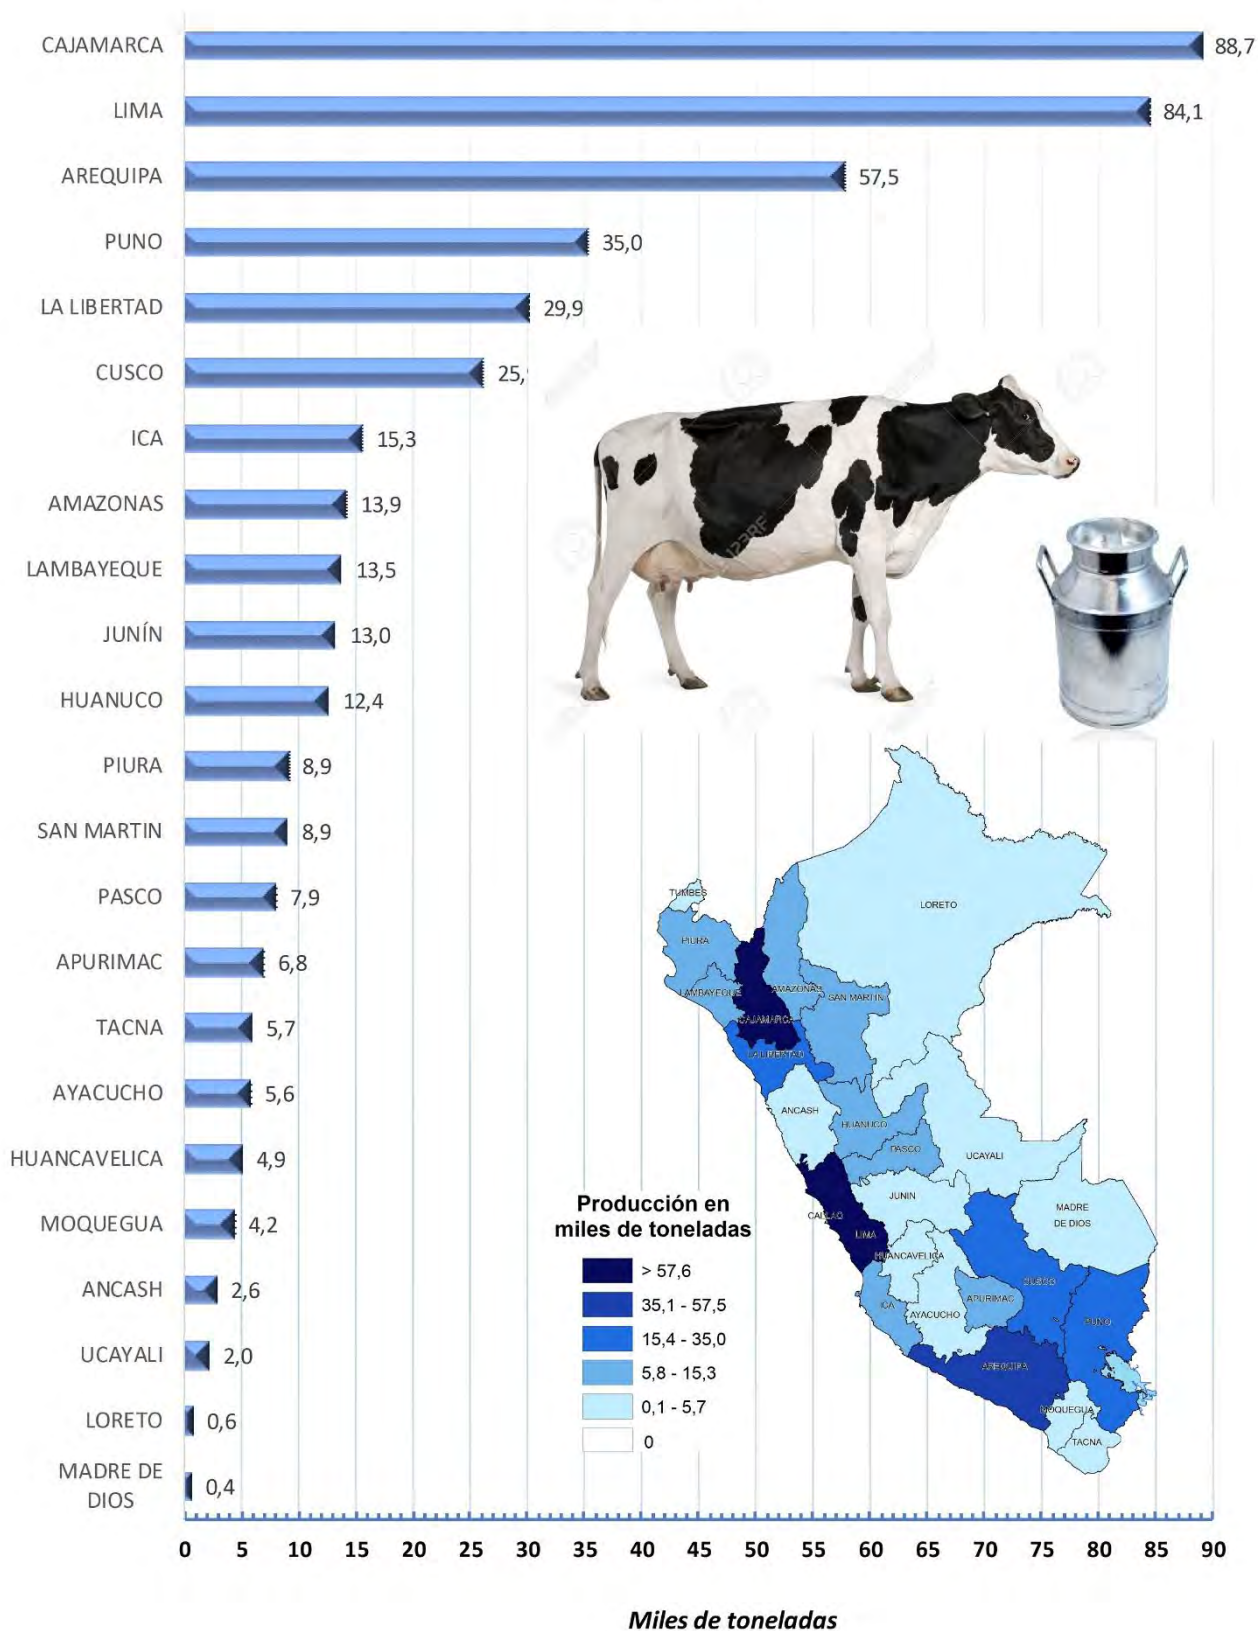 CAJAMARCA 88,7
LIMA 84,1
AREQUIPA 57,5
PUNO 35,0
LA LIBERTAD 29,9
CUSCO 25,
ICA 15,3
AMAZONAS 13,9
LAMBAYEQUE 13,5
JUNÍN 13,0
HUANUCO 12,4
PIURA 8,9
SAN MARTIN 8,9
PASCO 7,9
APURIMAC 6,8
TACNA 5,7
AYACUCHO 5,6
HUANCAVELICA 4,9
MOQUEGUA 4,2
ANCASH 2,6
UCAYALI 2,0
LORETO 0,6
MADRE DE
DIOS 0,4
0 5 10 15 20 25 30 35 40 45 50 55 60 65 70 75 80 85 90
Miles de toneladas
123RF
TUMBES
LORETO
PIURA
LAMBAYEQUE
AMAZONAS
SAN MARTIN
CAJAMARCA
LA LIBERTAD
ANCASH
HUANUCO
PASCO
UCAYALI
JUNIN
MADRE
DE DIOS
CALLAO
LIMA
HUANCAVELICA
CUSCO
ICA
APURIMAC
AYACUCHO
PUNO
AREQUIPA
MOQUEGUA
TACNA
Producción en
miles de toneladas
> 57,6
35,1 - 57,5
15,4 - 35,0
5,8 - 15,3
0,1 - 5,7
0